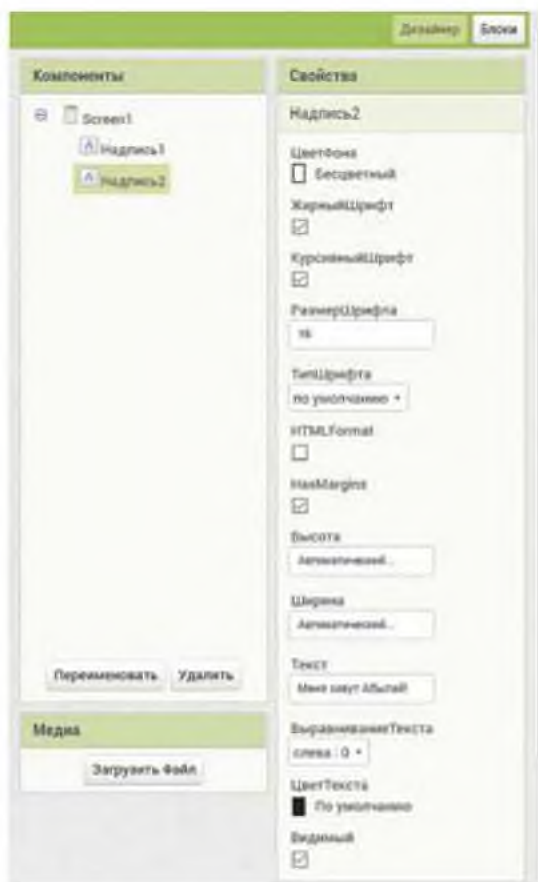 Дизайнер Блоки
Компоненты
Screen1
Надпись1
Надпись2
Переименовать Удалить
Медиа
Загрузить Файл
Свойства
Надпись2
ЦветФона
Бесцветный
ЖирныйШрифт
КурсивныйШрифт
РазмерШрифта
ТипШрифта
по умолчанию
HTMLFormat
HasMargins
Высота
Автоматический...
Ширина
Автоматический...
Текст
Меня зовут Абылай!
ВыравниваниеТекста
слева : 0
ЦветТекста
По умолчанию
Видимый